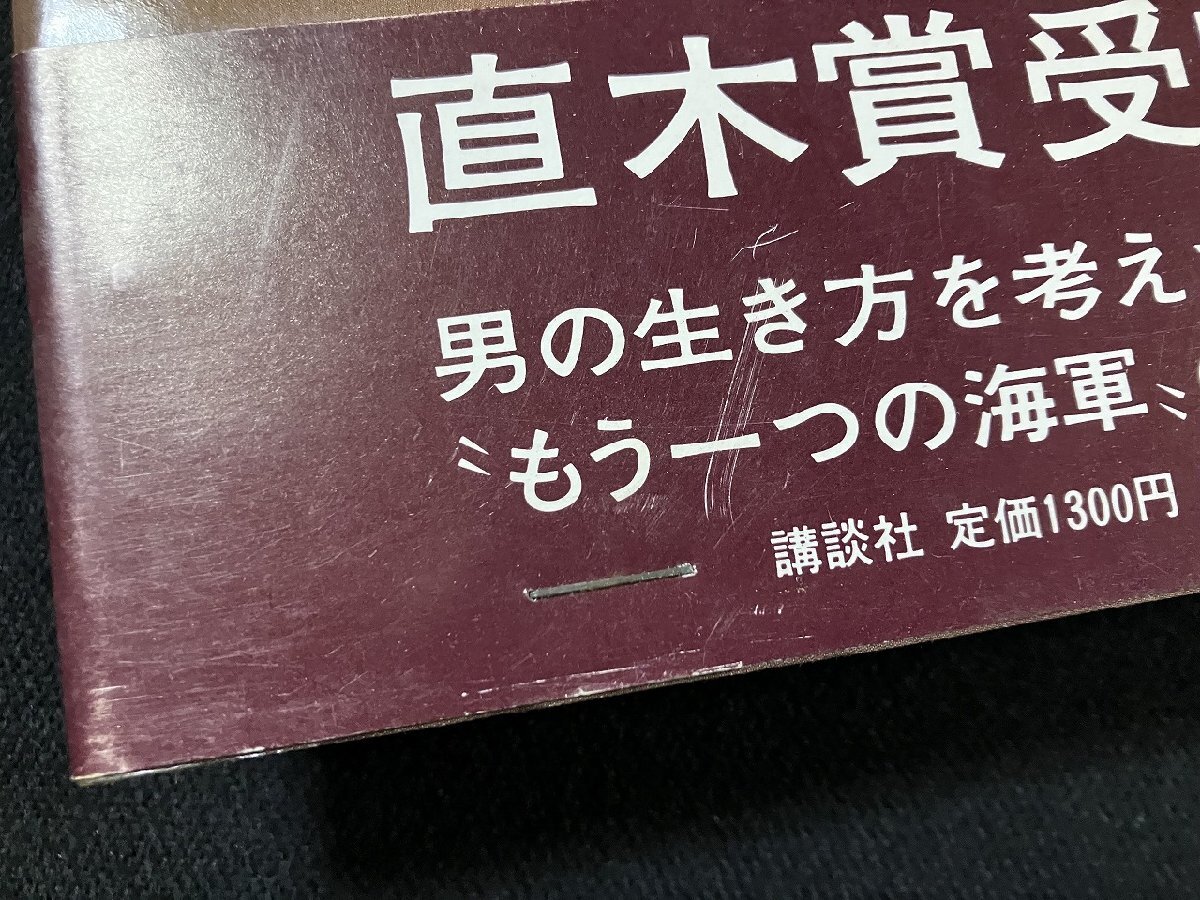 直木賞受
男の生き方を考え
〝もう一つの海軍〟
講談社 定価1300円